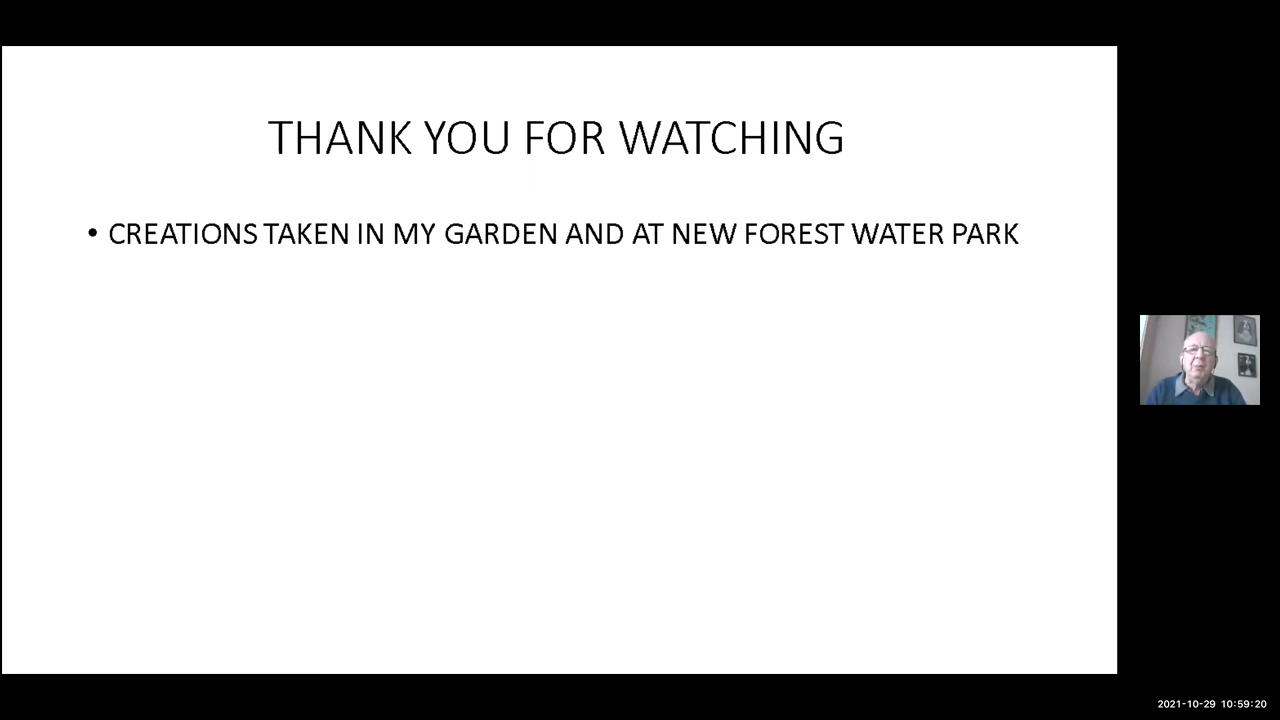 THANK YOU FOR WATCHING
• CREATIONS TAKEN IN MY GARDEN AND AT NEW FOREST WATER PARK
2021-10-29 10:59:20